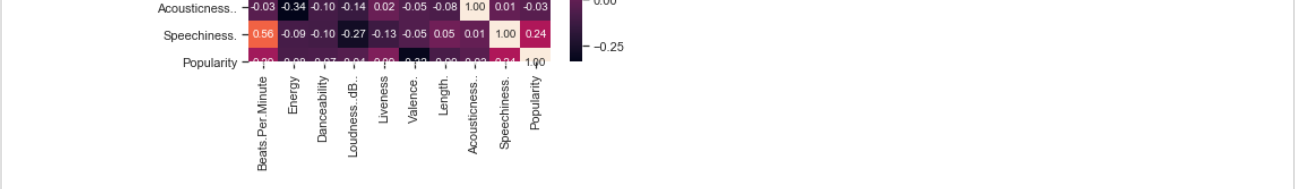 Acousticness.. -0.03 -0.34 -0.10 -0.14 0.02 -0.05 -0.08 1.00 0.01 -0.03
0.00
Speechiness. 0.56 -0.09 -0.10 -0.27 -0.13 -0.05 0.05 0.01 1.00 0.24
−0.25
Popularity 1.00
Beats.Per.Minute
Energy
Danceability
Loudness..dB..
Liveness
Valence.
Length.
Acousticness..
Speechiness.
Popularity